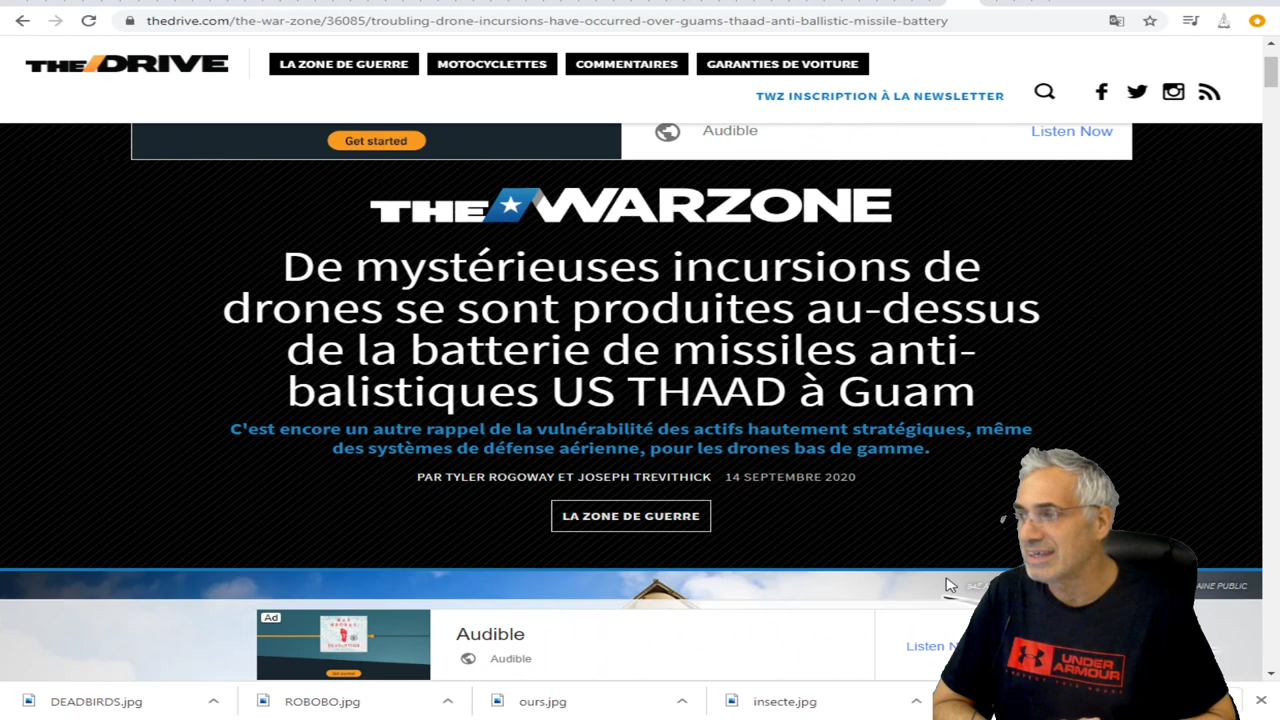 thedrive.com/the-war-zone/36085/troubling-drone-incursions-have-occurred-over-guams-thaad-anti-ballistic-missile-battery
THE DRIVE
LA ZONE DE GUERRE
MOTOCYCLETTES
COMMENTAIRES
GARANTIES DE VOITURE
TWZ INSCRIPTION À LA NEWSLETTER
Get started
Audible
Listen Now
THE WARZONE
De mystérieuses incursions de
drones se sont produites au-dessus
de la batterie de missiles anti-
balistiques US THAAD à Guam
C'est encore un autre rappel de la vulnérabilité des actifs hautement stratégiques, même
des systèmes de défense aérienne, pour les drones bas de gamme.
PAR TYLER ROGOWAY ET JOSEPH TREVITHICK 14 SEPTEMBRE 2020
LA ZONE DE GUERRE
PUBLIC
Ad
Audible
Audible
Listen
UNDER
ARMOUR
DEADBIRDS.jpg
ROBOBO.jpg
ours.jpg
insecte.jpg